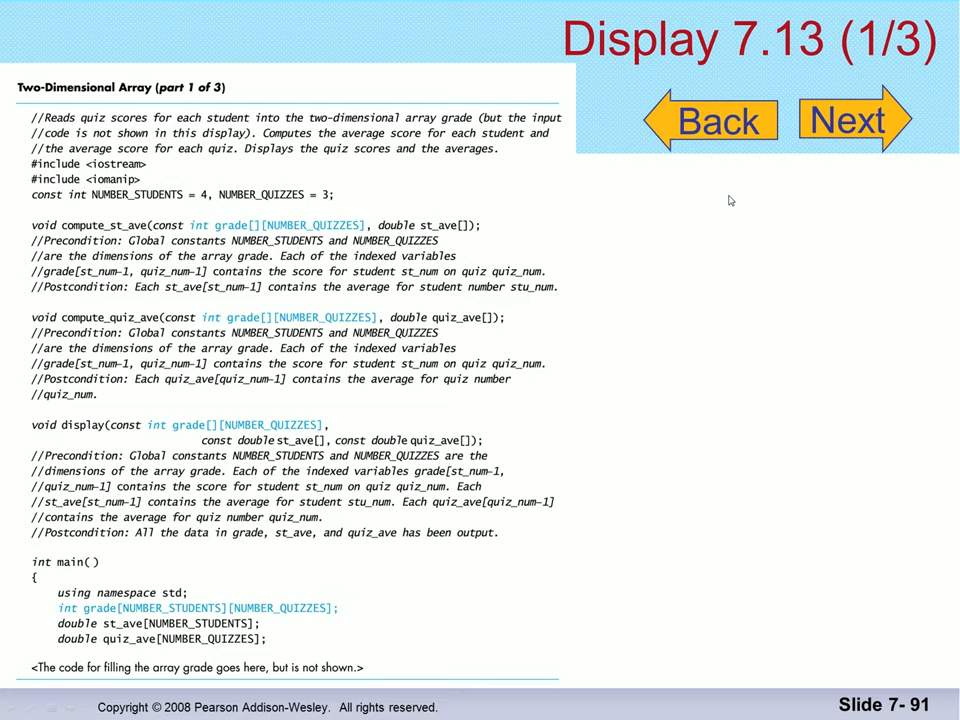 Display 7.13 (1/3)
Back
Next
Two-Dimensional Array (part 1 of 3)
//Reads quiz scores for each student into the two-dimensional array grade (but the input
//code is not shown in this display). Computes the average score for each student and
//the average score for each quiz. Displays the quiz scores and the averages.
#include <iostream>
#include <iomanip>
const int NUMBER_STUDENTS = 4, NUMBER_QUIZZES = 3;
void compute_st_ave(const int grade[][NUMBER_QUIZZES], double st_ave[]);
//Precondition: Global constants NUMBER_STUDENTS and NUMBER_QUIZZES
//are the dimensions of the array grade. Each of the indexed variables
//grade[st_num–1, quiz_num–1] contains the score for student st_num on quiz quiz_num.
//Postcondition: Each st_ave[st_num–1] contains the average for student number stu_num.
void compute_quiz_ave(const int grade[][NUMBER_QUIZZES], double quiz_ave[]);
//Precondition: Global constants NUMBER_STUDENTS and NUMBER_QUIZZES
//are the dimensions of the array grade. Each of the indexed variables
//grade[st_num–1, quiz_num–1] contains the score for student st_num on quiz quiz_num.
//Postcondition: Each quiz_ave[quiz_num–1] contains the average for quiz number
//quiz_num.
void display(const int grade[][NUMBER_QUIZZES],
const double st_ave[], const double quiz_ave[]);
//Precondition: Global constants NUMBER_STUDENTS and NUMBER_QUIZZES are the
//dimensions of the array grade. Each of the indexed variables grade[st_num–1,
//quiz_num–1] contains the score for student st_num on quiz quiz_num. Each
//st_ave[st_num–1] contains the average for student stu_num. Each quiz_ave[quiz_num–1]
//contains the average for quiz number quiz_num.
//Postcondition: All the data in grade, st_ave, and quiz_ave has been output.
int main( )
{
using namespace std;
int grade[NUMBER_STUDENTS][NUMBER_QUIZZES];
double st_ave[NUMBER_STUDENTS];
double quiz_ave[NUMBER_QUIZZES];
<The code for filling the array grade goes here, but is not shown.>
Copyright © 2008 Pearson Addison-Wesley. All rights reserved.
Slide 7- 91